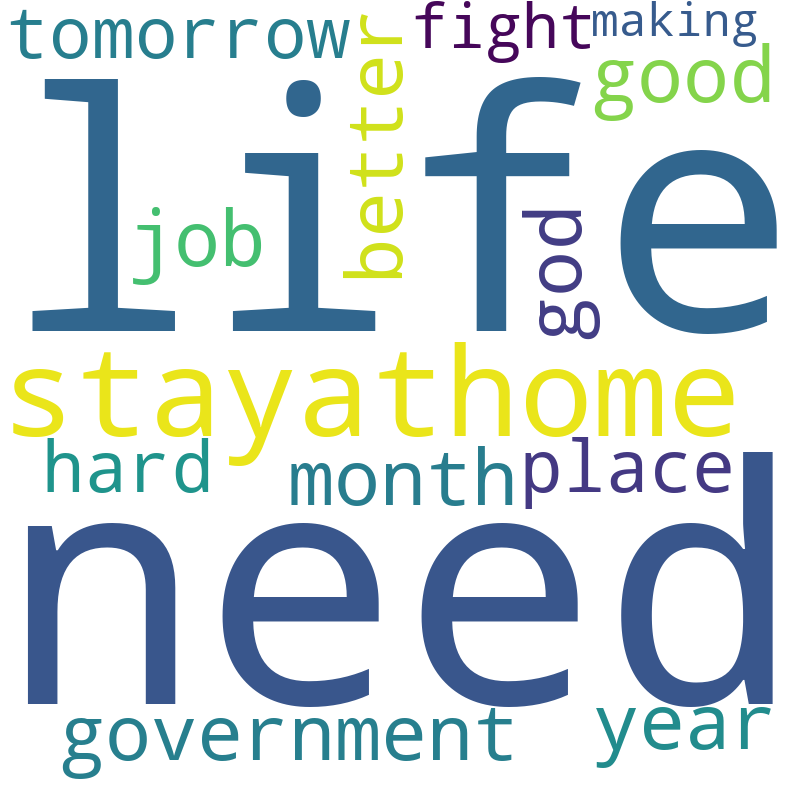 tomorrow
better
fight
making
good
life
job
god
stayathome
hard
month
place
need
government
year